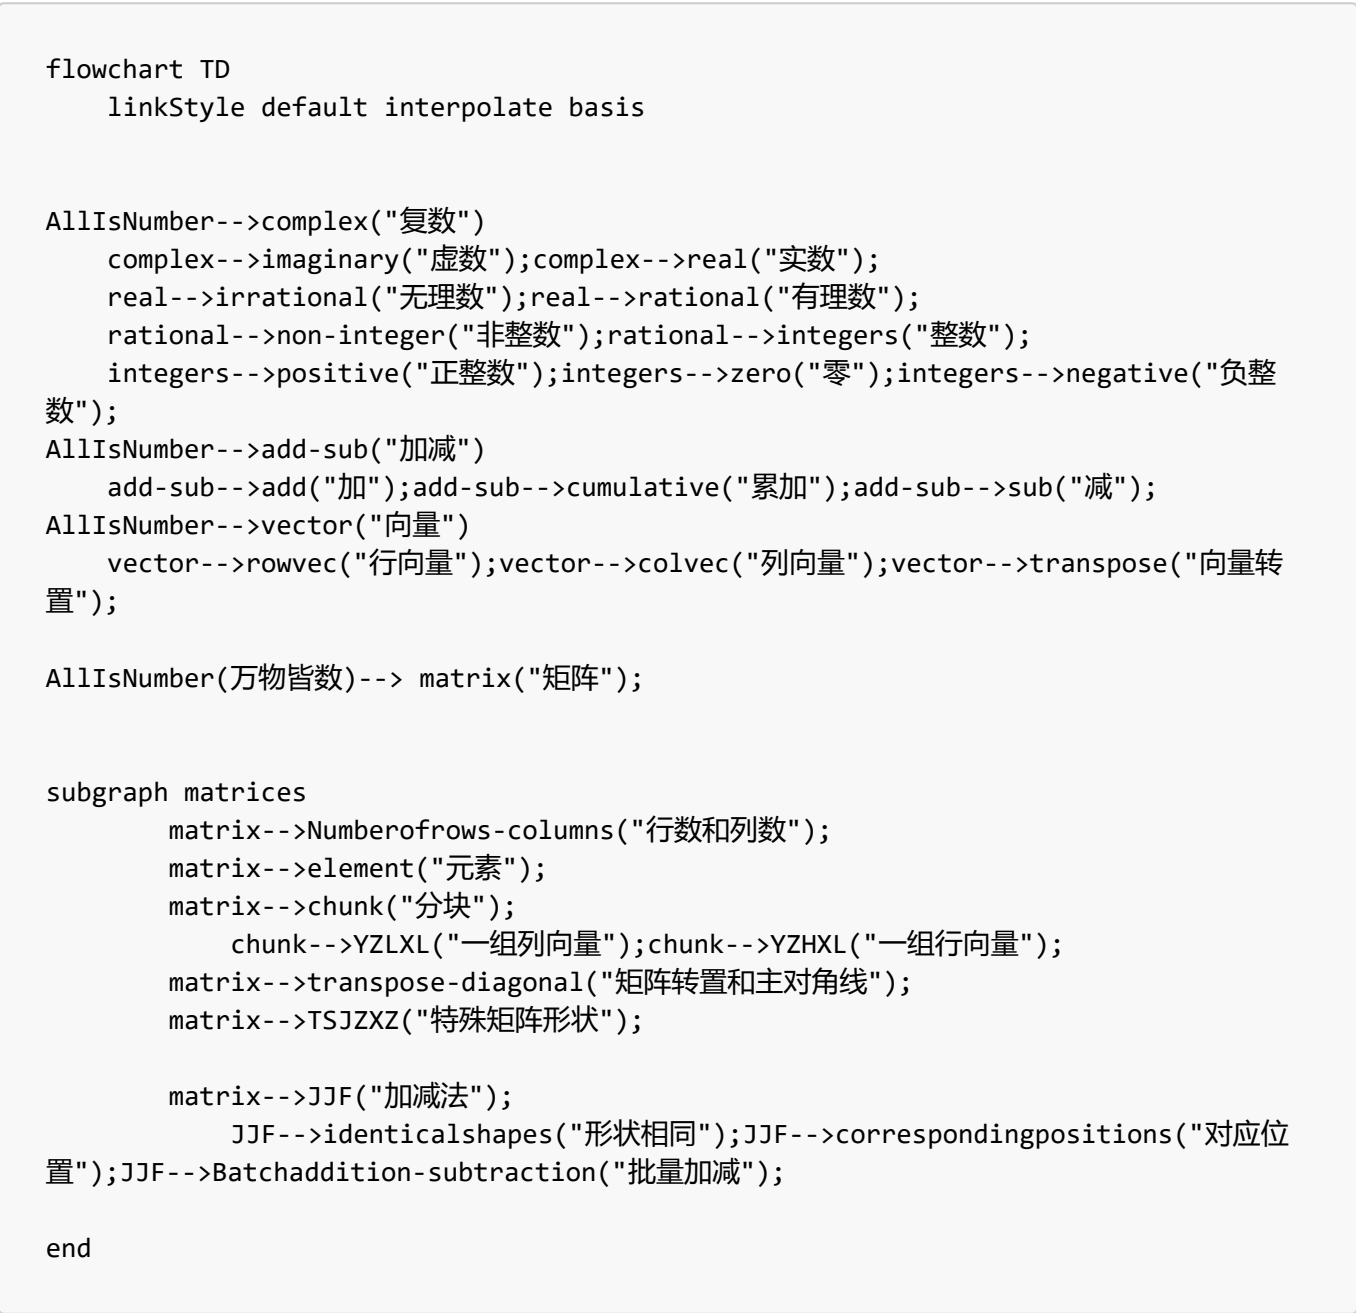 flowchart TD
    linkStyle default interpolate basis
AllIsNumber-->complex("复数")
    complex-->imaginary("虚数");complex-->real("实数");
    real-->irrational("无理数");real-->rational("有理数");
    rational-->non-integer("非整数");rational-->integers("整数");
    integers-->positive("正整数");integers-->zero("零");integers-->negative("负整
数");
AllIsNumber-->add-sub("加减")
    add-sub-->add("加");add-sub-->cumulative("累加");add-sub-->sub("减");
AllIsNumber-->vector("向量")
    vector-->rowvec("行向量");vector-->colvec("列向量");vector-->transpose("向量转
置");
AllIsNumber(万物皆数)--> matrix("矩阵");
subgraph matrices
        matrix-->Numberofrows-columns("行数和列数");
        matrix-->element("元素");
        matrix-->chunk("分块");
            chunk-->YZLXL("一组列向量");chunk-->YZHXL("一组行向量");
        matrix-->transpose-diagonal("矩阵转置和主对角线");
        matrix-->TSJZXZ("特殊矩阵形状");
        matrix-->JJF("加减法");
            JJF-->identicalshapes("形状相同");JJF-->correspondingpositions("对应位
置");JJF-->Batchaddition-subtraction("批量加减");
end